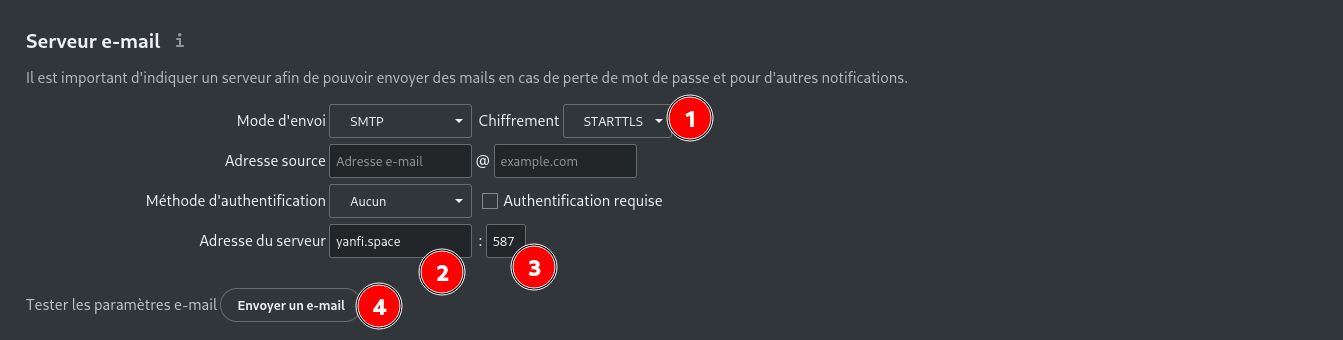 Serveur e-mail i
Il est important d'indiquer un serveur afin de pouvoir envoyer des mails en cas de perte de mot de passe et pour d'autres notifications.
Mode d'envoi SMTP Chiffrement STARTTLS 1
Adresse source Adresse e-mail @ example.com
Méthode d'authentification Aucun Authentification requise
Adresse du serveur yanfi.space : 587
2 3
Tester les paramètres e-mail Envoyer un e-mail 4